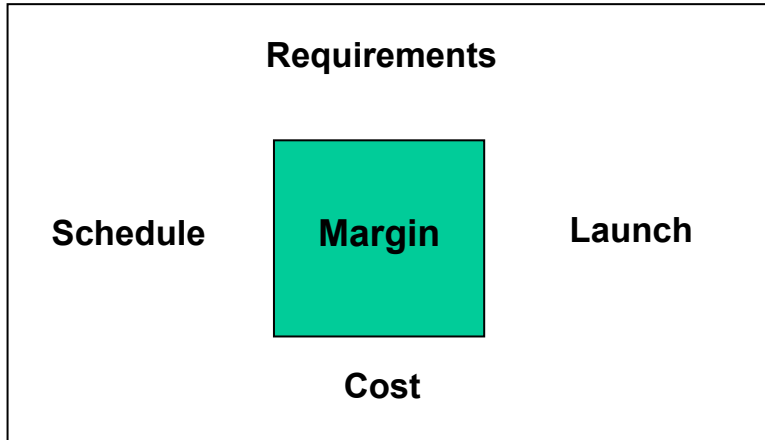 Requirements
Schedule
Margin
Launch
Cost